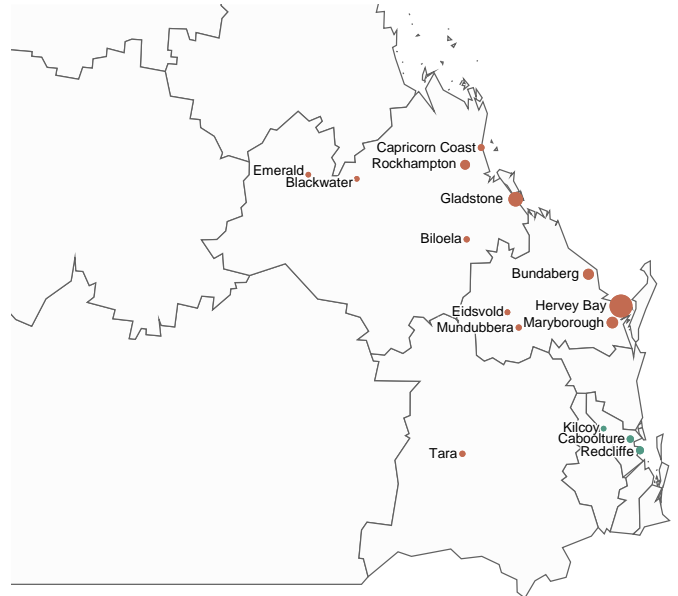 Capricorn Coast
Rockhampton
Emerald
Blackwater
Gladstone
Biloela
Bundaberg
Hervey Bay
Eidsvold
Maryborough
Mundubbera
Kilcoy
Caboolture
Redcliffe
Tara